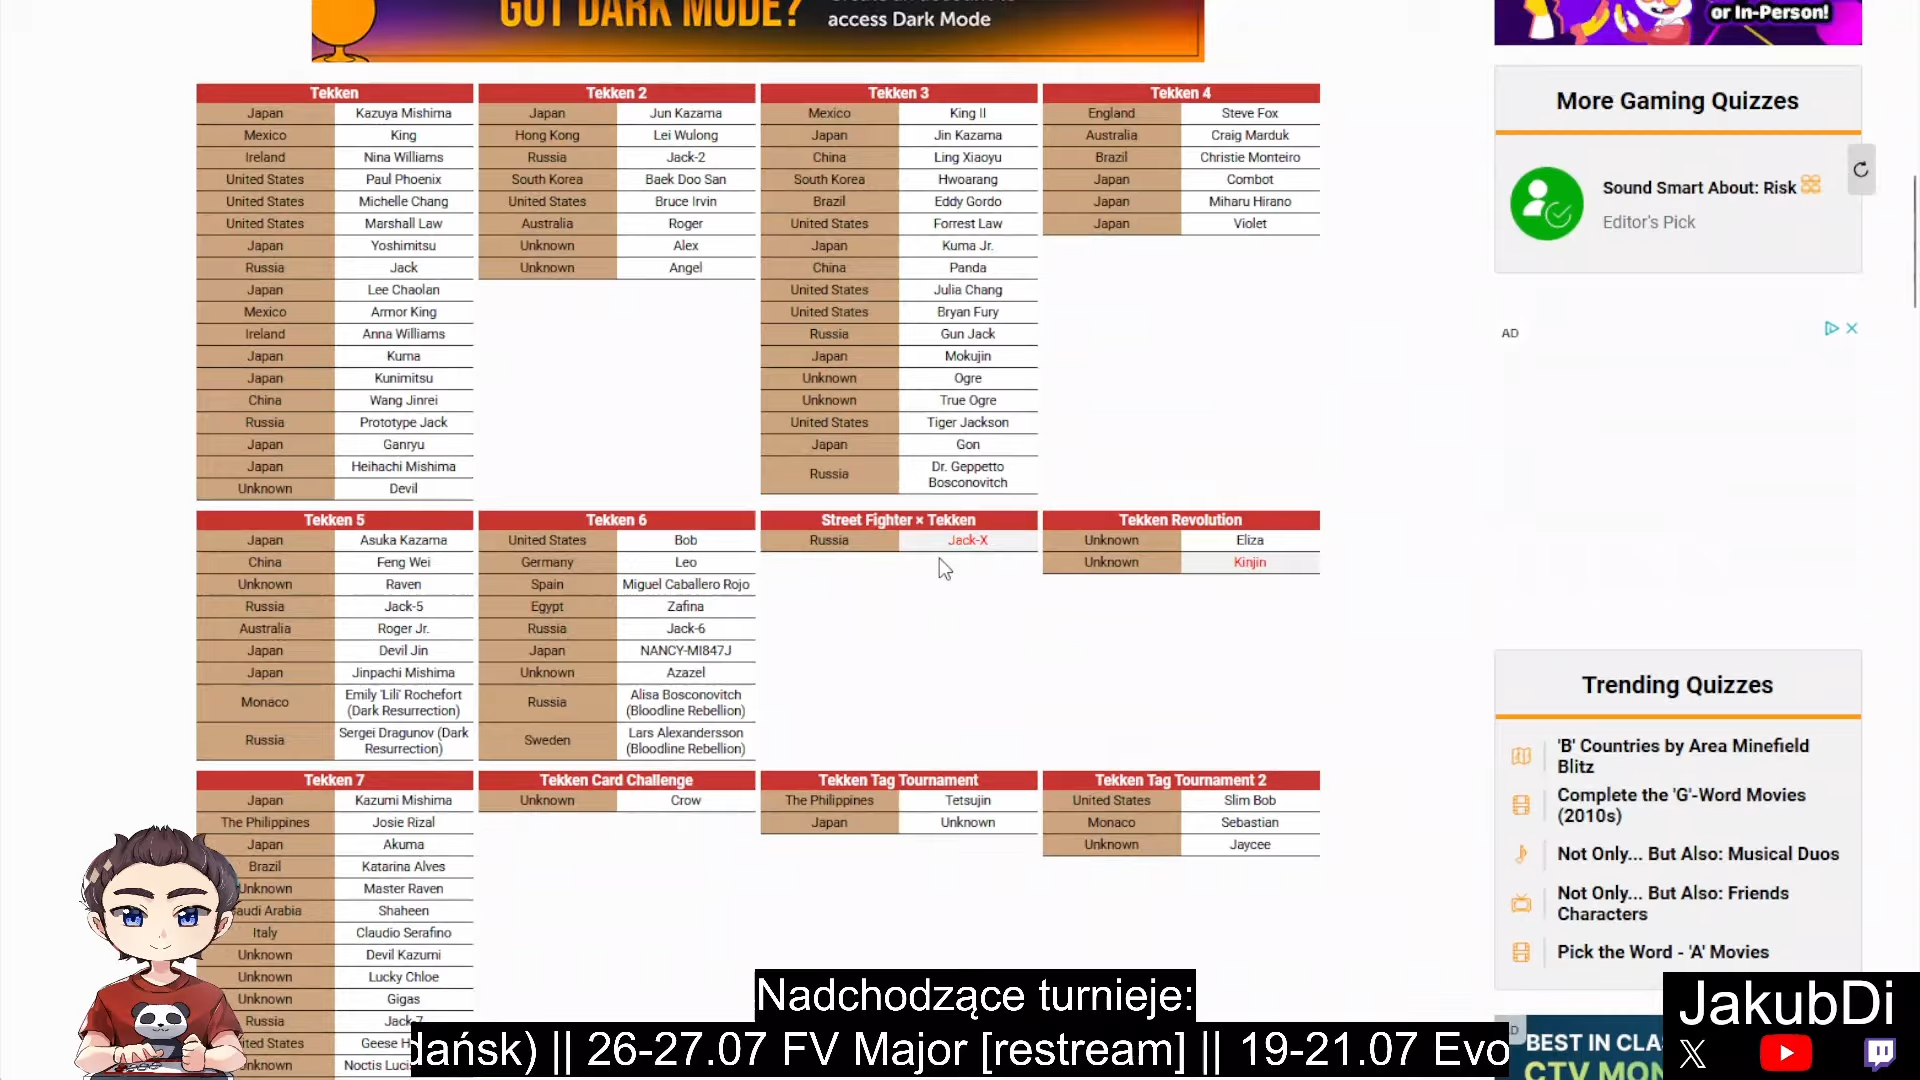 GOT DARK MODE?
access Dark Mode
or In-Person!
Tekken
Japan Kazuya Mishima
Mexico King
Ireland Nina Williams
United States Paul Phoenix
United States Michelle Chang
United States Marshall Law
Japan Yoshimitsu
Russia Jack
Japan Lee Chaolan
Mexico Armor King
Ireland Anna Williams
Japan Kuma
Japan Kunimitsu
China Wang Jinrei
Russia Prototype Jack
Japan Ganryu
Japan Heihachi Mishima
Unknown Devil
Tekken 2
Japan Jun Kazama
Hong Kong Lei Wulong
Russia Jack-2
South Korea Baek Doo San
United States Bruce Irvin
Australia Roger
Unknown Alex
Unknown Angel
Tekken 3
Mexico King II
Japan Jin Kazama
China Ling Xiaoyu
South Korea Hwoarang
Brazil Eddy Gordo
United States Forrest Law
Japan Kuma Jr.
China Panda
United States Julia Chang
United States Bryan Fury
Russia Gun Jack
Japan Mokujin
Unknown Ogre
Unknown True Ogre
United States Tiger Jackson
Japan Gon
Russia Dr. Geppetto
Bosconovitch
Tekken 4
England Steve Fox
Australia Craig Marduk
Brazil Christie Monteiro
Japan Combot
Japan Miharu Hirano
Japan Violet
Tekken 5
Japan Asuka Kazama
China Feng Wei
Unknown Raven
Russia Jack-5
Australia Roger Jr.
Japan Devil Jin
Japan Jinpachi Mishima
Monaco Emily 'Lili' Rochefort
(Dark Resurrection)
Russia Sergei Dragunov (Dark
Resurrection)
Tekken 6
United States Bob
Germany Leo
Spain Miguel Caballero Rojo
Egypt Zafina
Russia Jack-6
Japan NANCY-MI847J
Unknown Azazel
Russia Alisa Bosconovitch
(Bloodline Rebellion)
Sweden Lars Alexandersson
(Bloodline Rebellion)
Street Fighter × Tekken
Russia Jack-X
Tekken Revolution
Unknown Eliza
Unknown Kinjin
Tekken 7
Japan Kazumi Mishima
The Philippines Josie Rizal
Japan Akuma
Brazil Katarina Alves
Unknown Master Raven
audi Arabia Shaheen
Italy Claudio Serafino
Unknown Devil Kazumi
Unknown Lucky Chloe
Unknown Gigas
Russia Jack-7
ited States Geese H
Unknown Noctis Luci
Tekken Card Challenge
Unknown Crow
Tekken Tag Tournament
The Philippines Tetsujin
Japan Unknown
Tekken Tag Tournament 2
United States Slim Bob
Monaco Sebastian
Unknown Jaycee
More Gaming Quizzes
Sound Smart About: Risk
Editor's Pick
AD
Trending Quizzes
'B' Countries by Area Minefield
Blitz
Complete the 'G'-Word Movies
(2010s)
Not Only... But Also: Musical Duos
Not Only... But Also: Friends
Characters
Pick the Word - 'A' Movies
BEST IN CLA
CTV MON
Nadchodzące turnieje:
dańsk) || 26-27.07 FV Major [restream] || 19-21.07 Evo
JakubDi